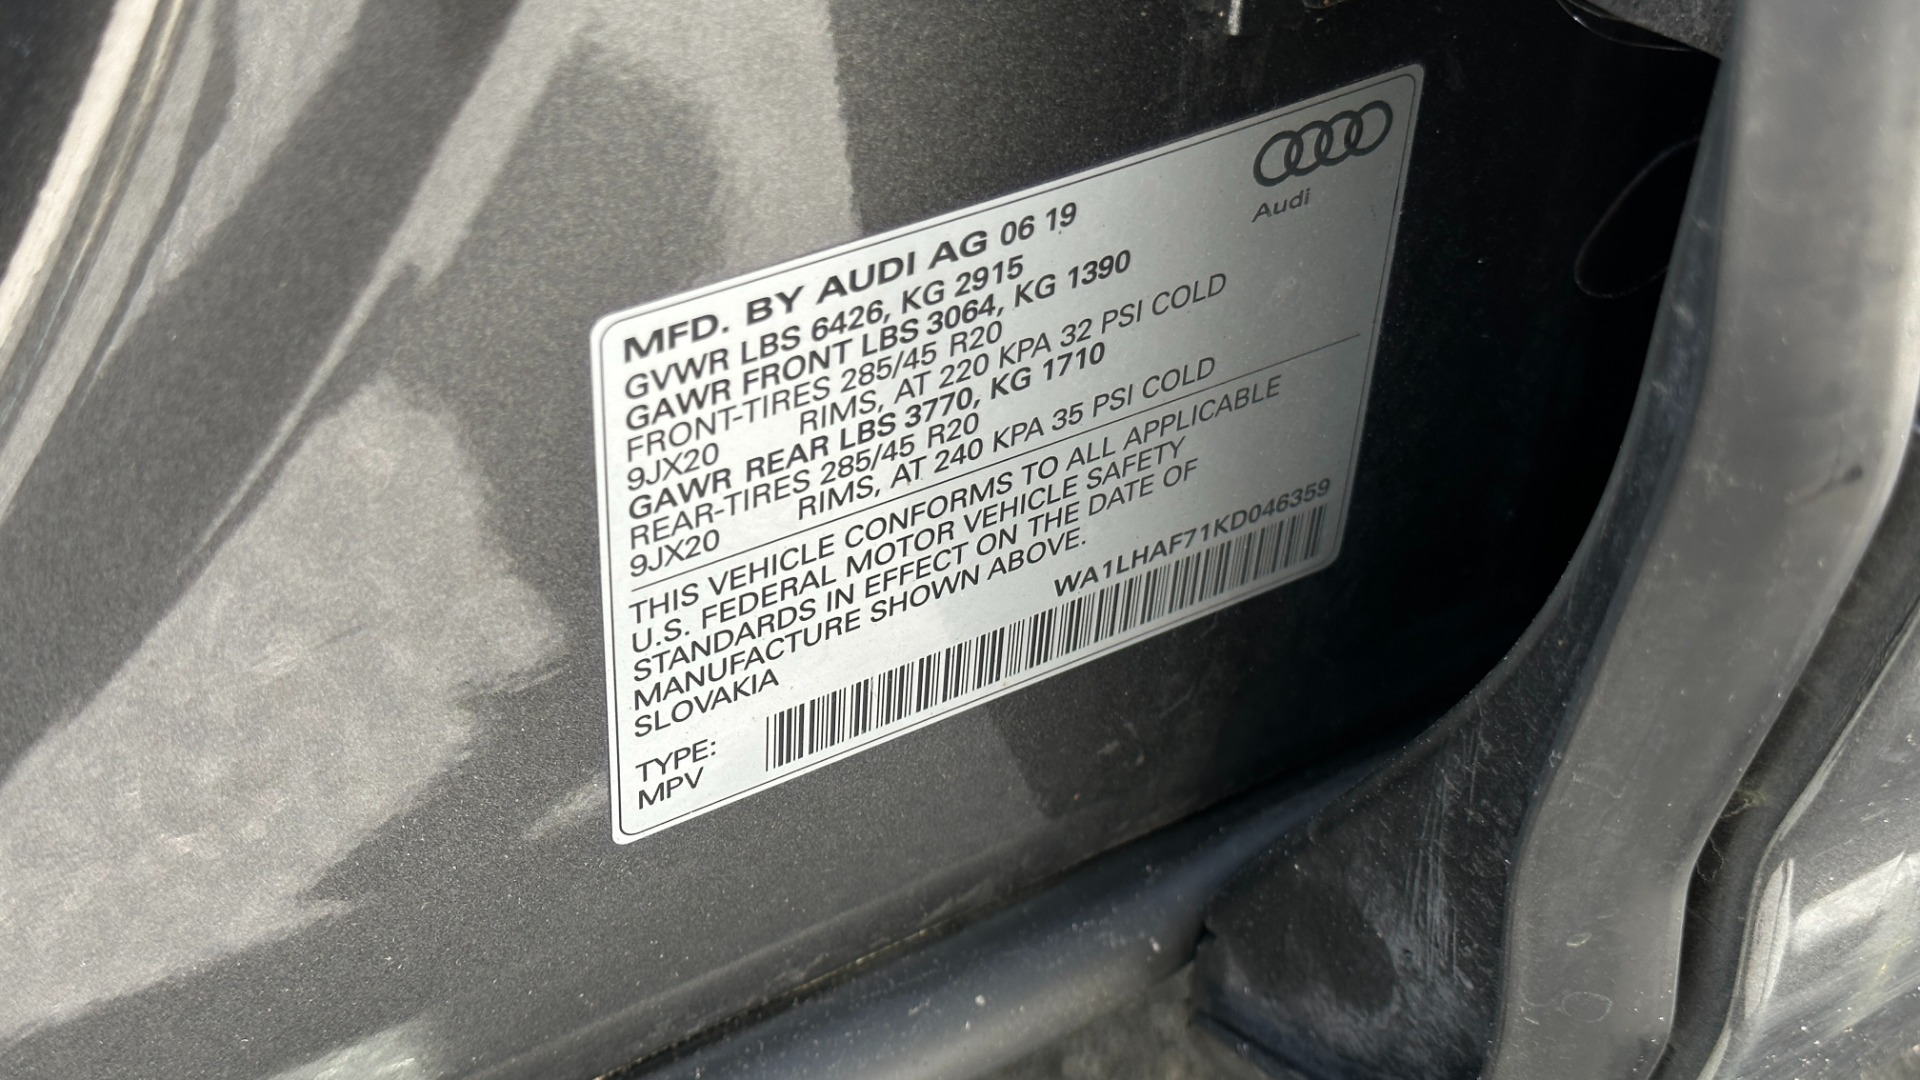 Audi
MFD. BY AUDI AG 06 19
GVWR LBS 6426, KG 2915
GAWR FRONT LBS 3064, KG 1390
FRONT-TIRES 285/45 R20
9JX20 RIMS, AT 220 KPA 32 PSI COLD
GAWR REAR LBS 3770, KG 1710
REAR-TIRES 285/45 R20
9JX20 RIMS, AT 240 KPA 35 PSI COLD
THIS VEHICLE CONFORMS TO ALL APPLICABLE
U.S. FEDERAL MOTOR VEHICLE SAFETY
STANDARDS IN EFFECT ON THE DATE OF
MANUFACTURE SHOWN ABOVE.
SLOVAKIA
WA1LHAF71KD046359
TYPE:
MPV